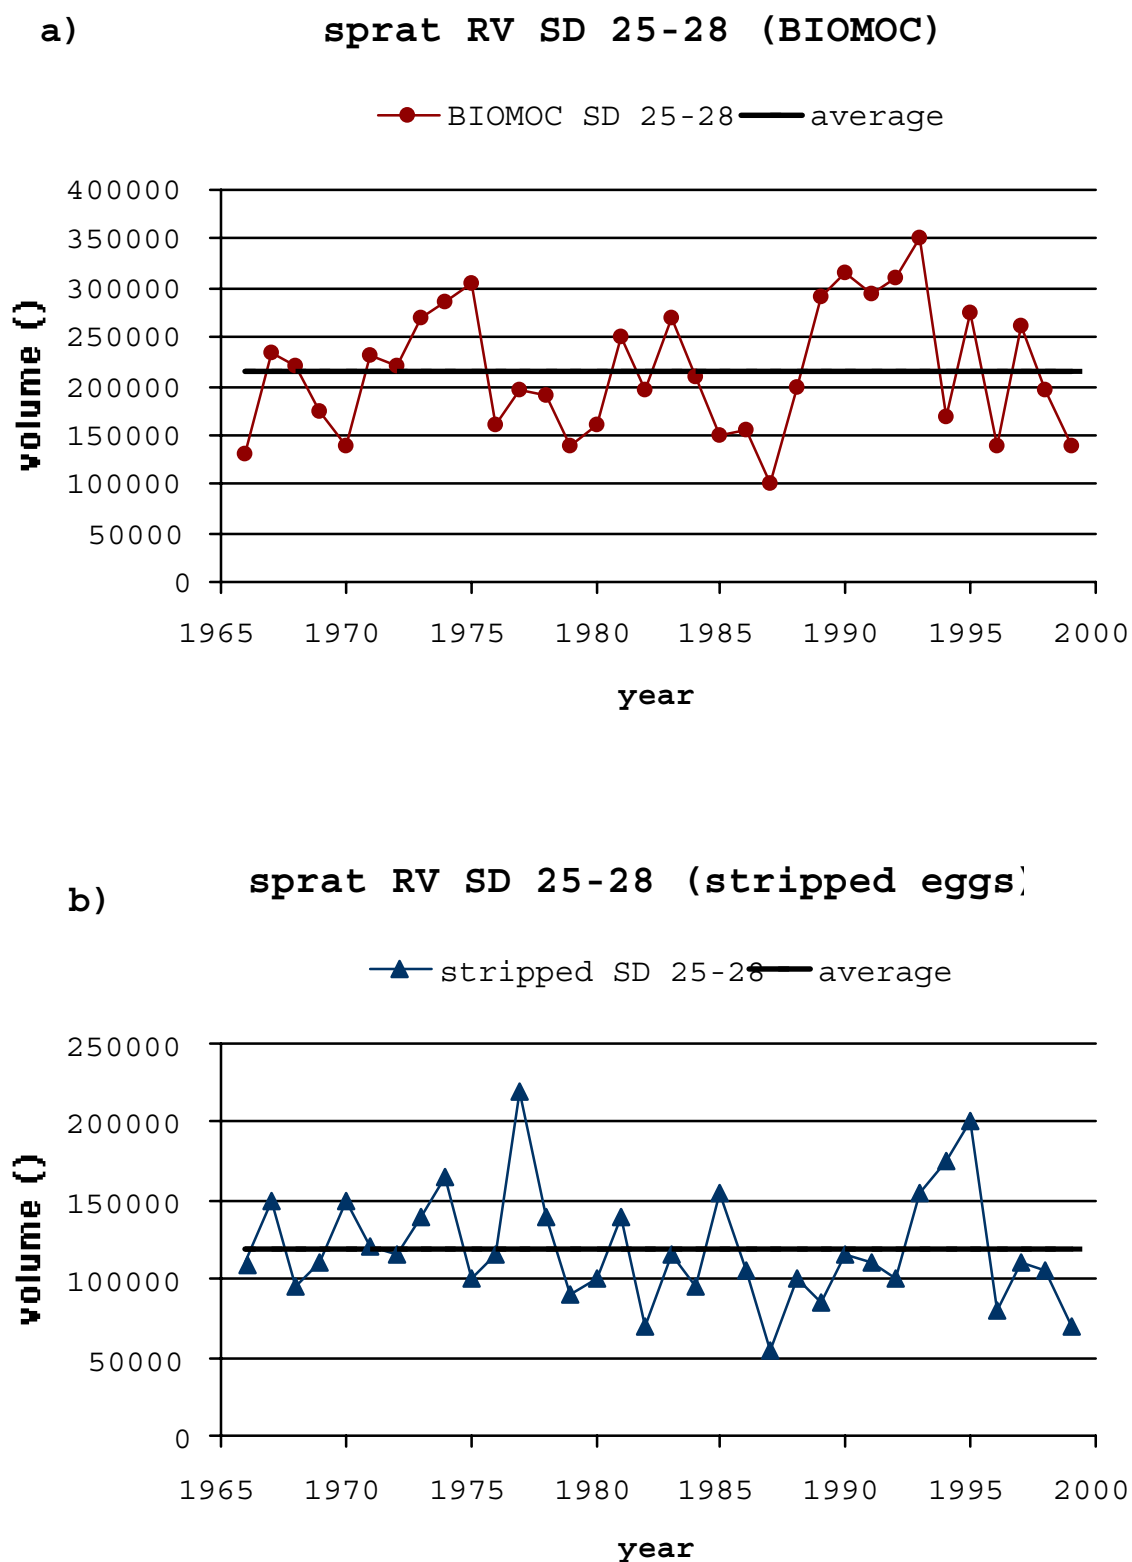 a) sprat RV SD 25-28 (BIOMOC)
BIOMOC SD 25-28 average
400000
350000
300000
250000
200000
150000
100000
50000
0
volume ()
1965 1970 1975 1980 1985 1990 1995 2000
year
b) sprat RV SD 25-28 (stripped eggs)
stripped SD 25-28 average
250000
200000
150000
100000
50000
0
volume ()
1965 1970 1975 1980 1985 1990 1995 2000
year